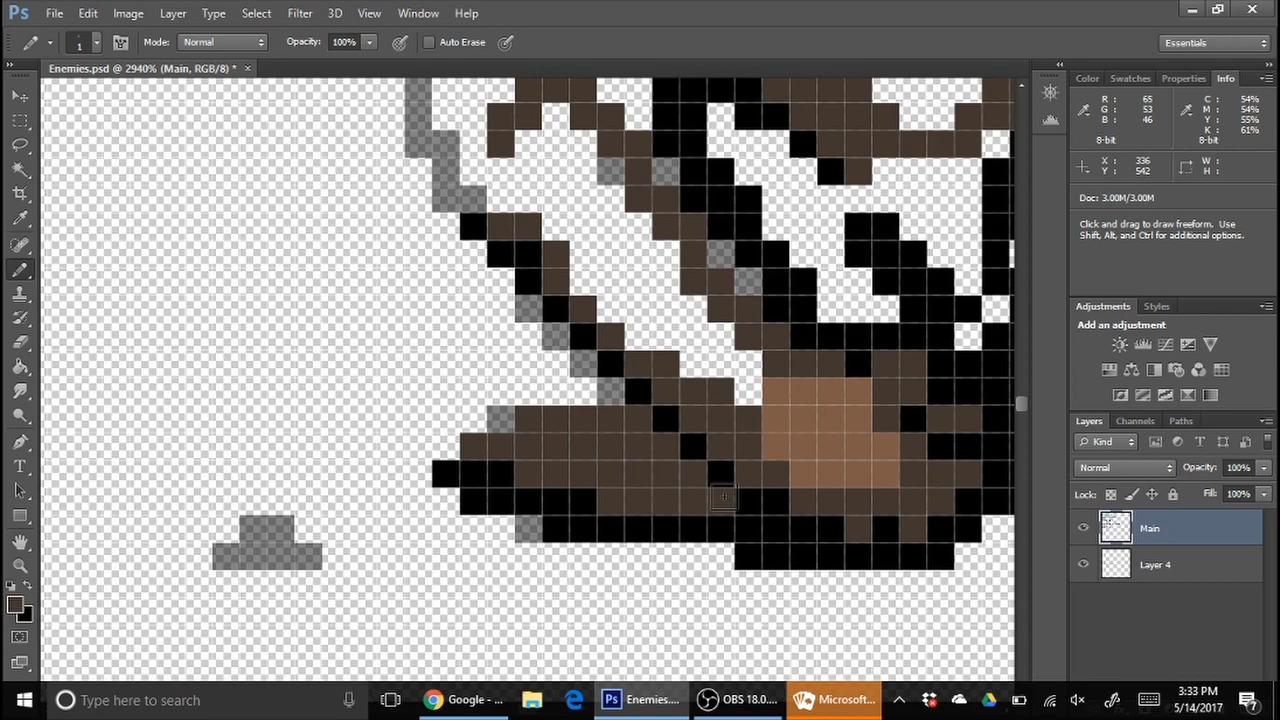 Ps File Edit Image Layer Type Select Filter 3D View Window Help
1 Mode: Normal Opacity: 100% Auto Erase Essentials
Enemies.psd @ 2940% (Main, RGB/8) * ×
Color Swatches Properties Info
R: 65 C: 54%
G: 53 M: 54%
B: 46 Y: 55%
K: 61%
8-bit 8-bit
X: 336 W:
Y: 542 H:
Doc: 3.00M/3.00M
Click and drag to draw freeform. Use
Shift, Alt, and Ctrl for additional options.
Adjustments Styles
Add an adjustment
Layers Channels Paths
Kind
Normal Opacity: 100%
Lock: Fill: 100%
Main
Layer 4
Type here to search
Google - ...
Ps Enemies....
OBS 18.0....
Microsoft...
3:33 PM
5/14/2017
7